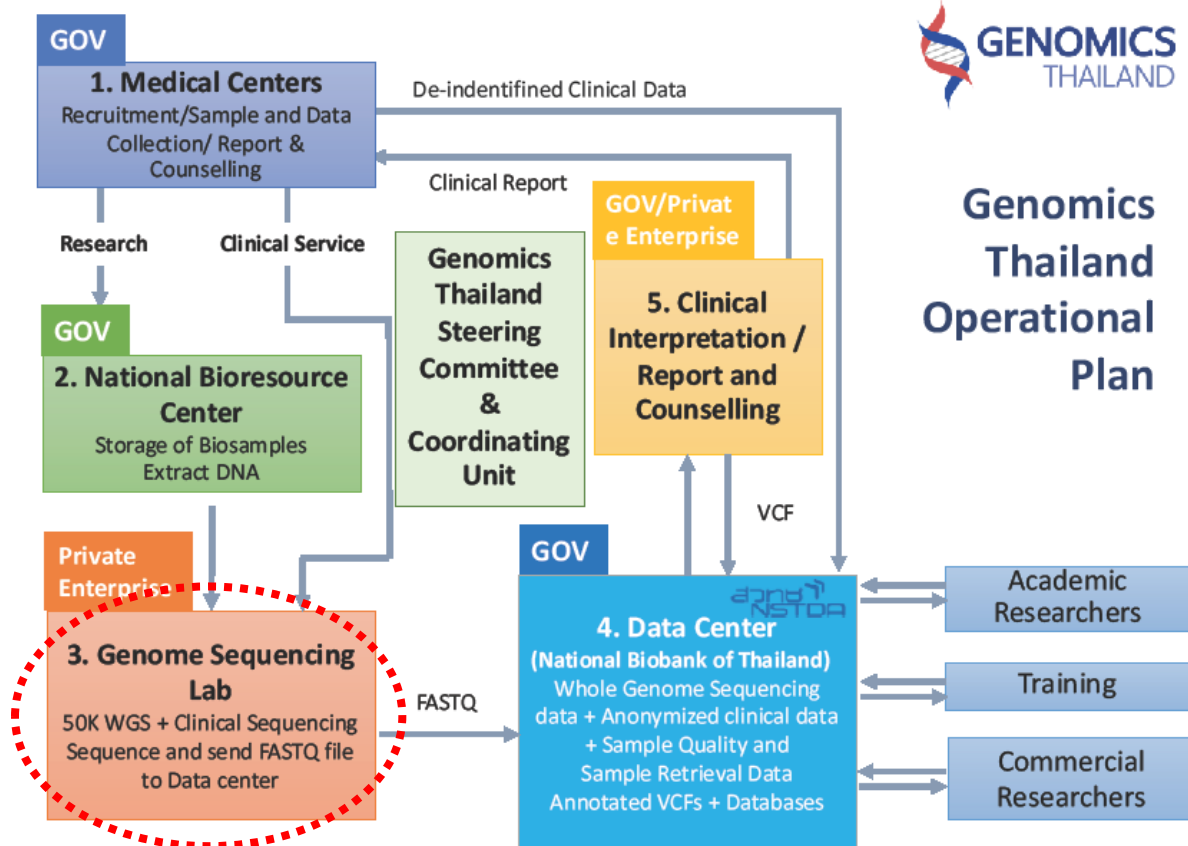 GOV
1. Medical Centers
Recruitment/Sample and Data
Collection/ Report &
Counselling
De-indentifined Clinical Data
GENOMICS
THAILAND
Clinical Report
Genomics
Thailand
Operational
Plan
Research
Clinical Service
GOV/Privat
e Enterprise
5. Clinical
Interpretation /
Report and
Counselling
Genomics
Thailand
Steering
Committee
&
Coordinating
Unit
GOV
2. National Bioresource
Center
Storage of Biosamples
Extract DNA
VCF
Private
Enterprise
3. Genome Sequencing
Lab
50K WGS + Clinical Sequencing
Sequence and send FASTQ file
to Data center
FASTQ
GOV
สวทช
NSTDA
4. Data Center
(National Biobank of Thailand)
Whole Genome Sequencing
data + Anonymized clinical data
+ Sample Quality and
Sample Retrieval Data
Annotated VCFs + Databases
Academic
Researchers
Training
Commercial
Researchers